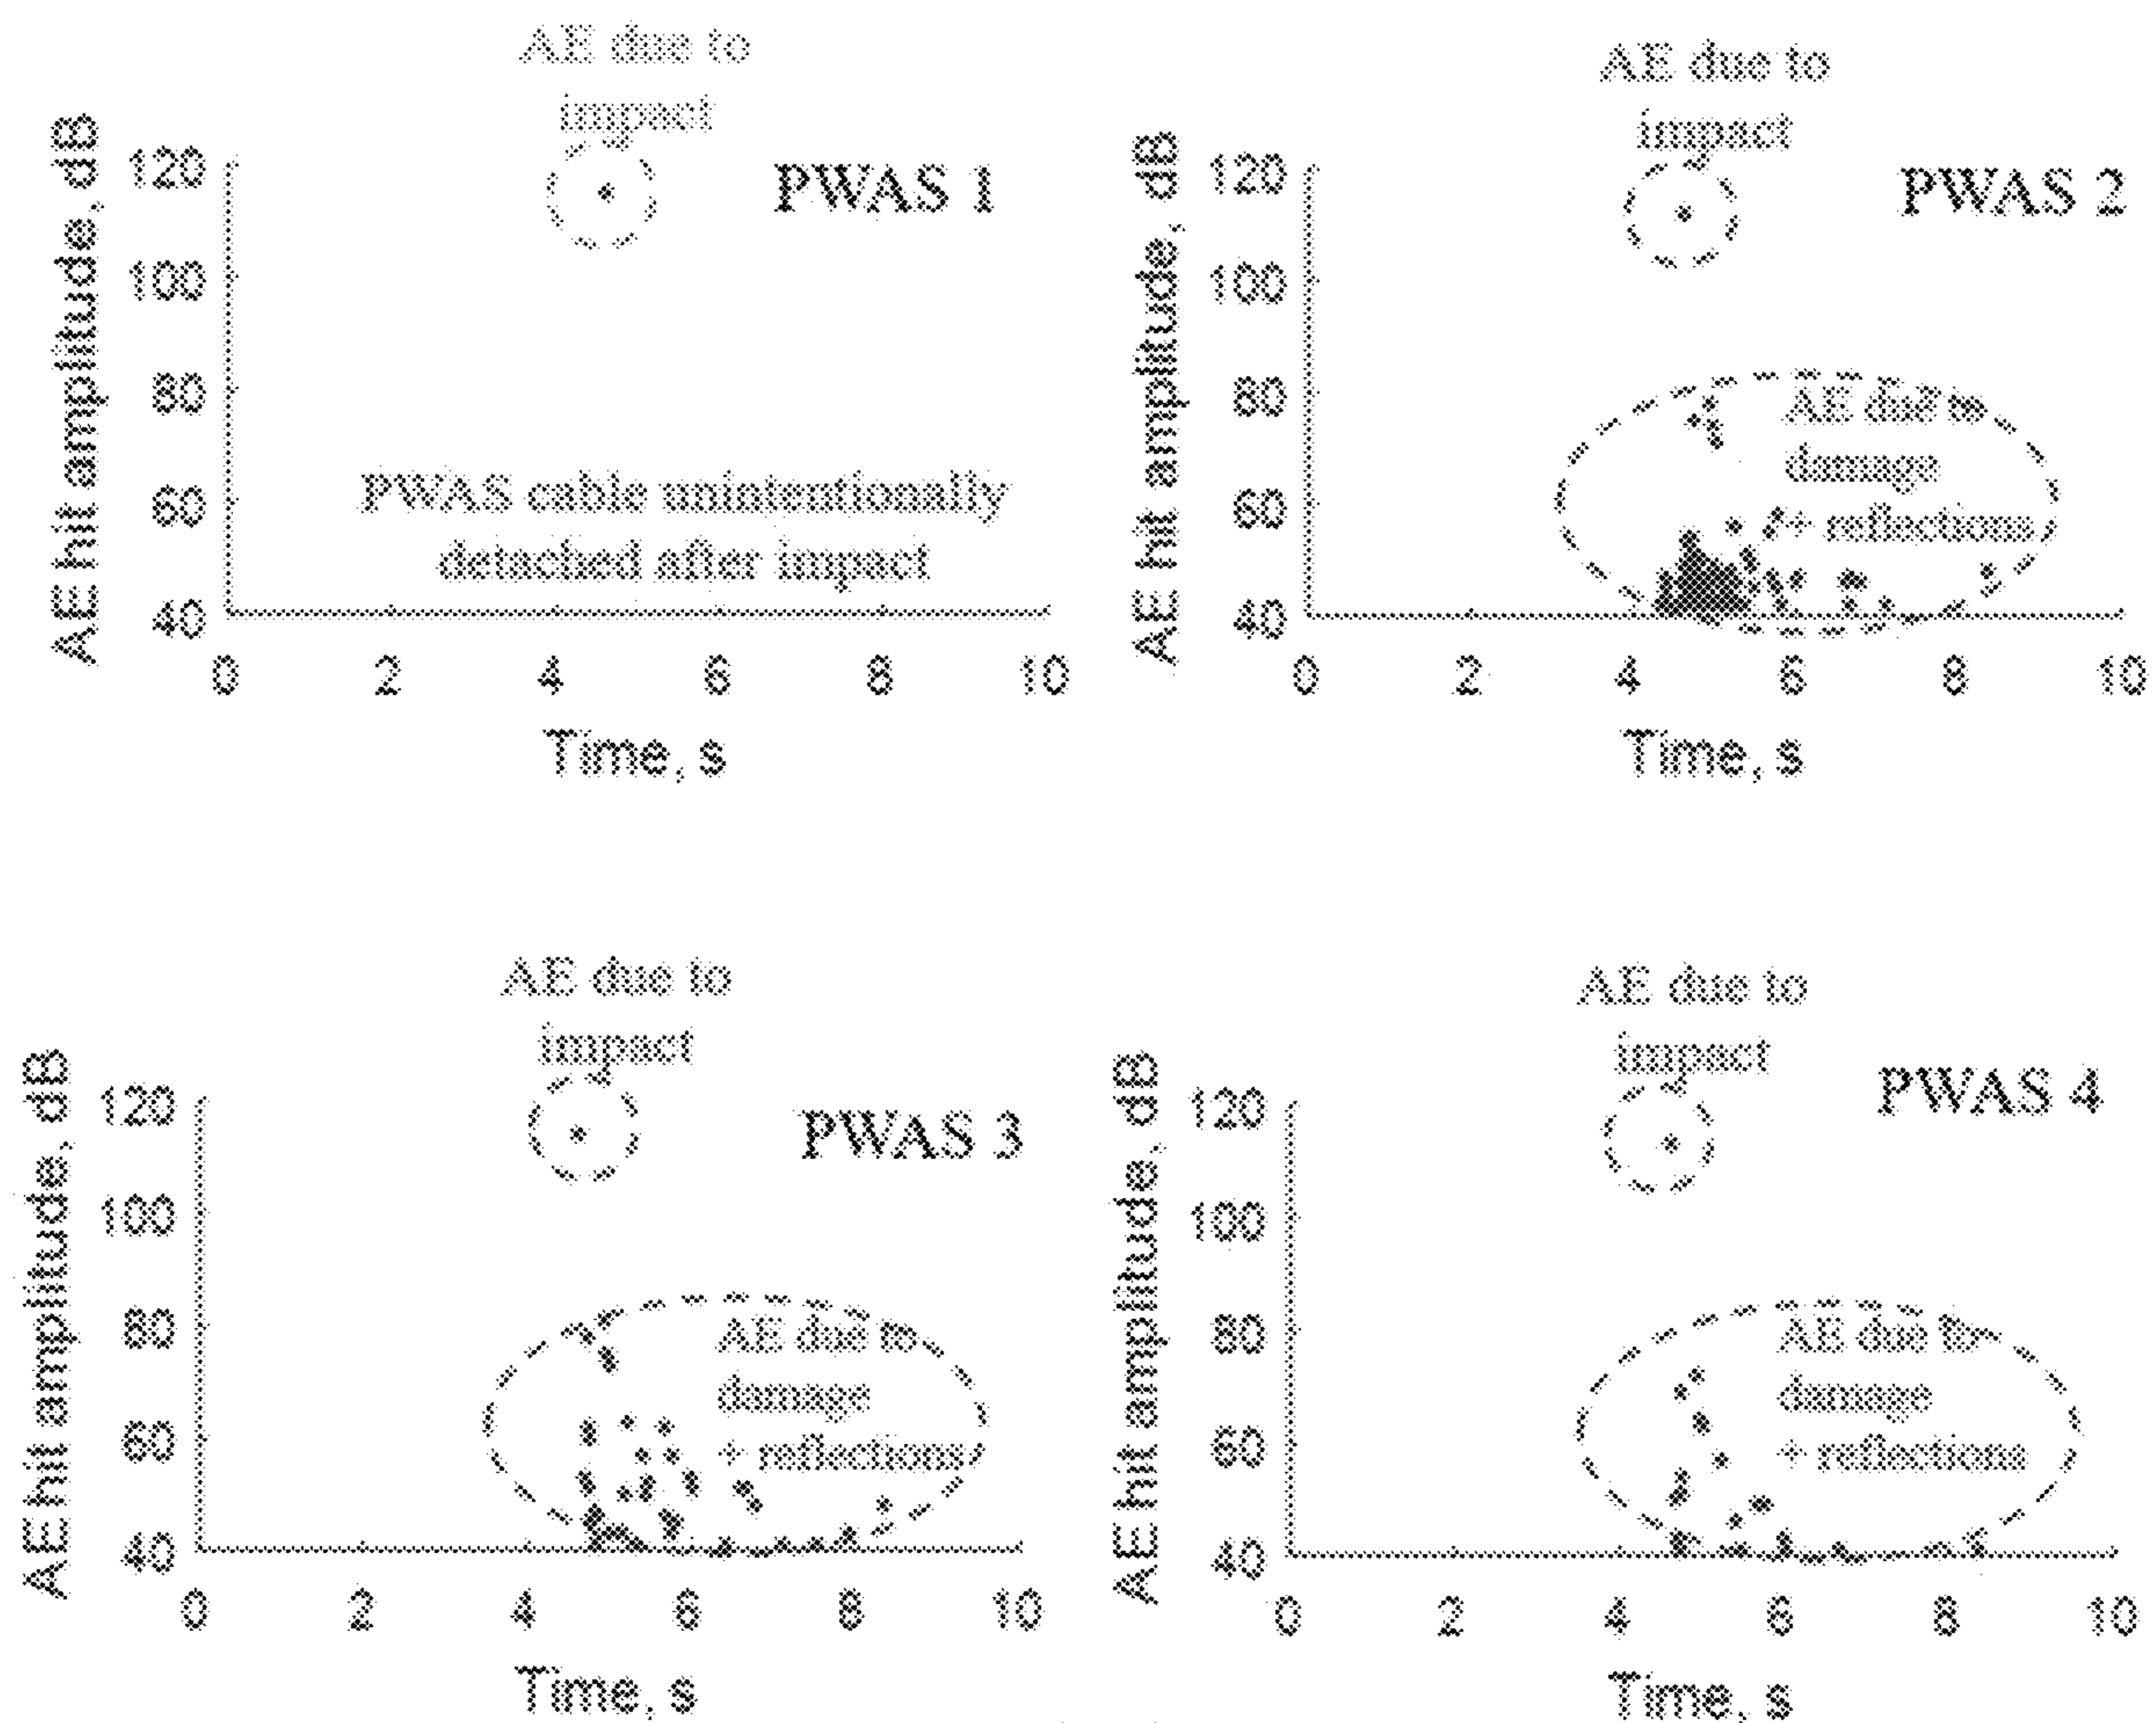 AE due to
impact
PWAS 1
AE hit amplitude, dB
120
100
80
60
40
PWAS cable unintentionally
detached after impact
0 2 4 6 8 10
Time, s
AE due to
impact
PWAS 2
AE hit amplitude, dB
120
100
80
60
40
AE due to
damage
+ reflections
0 2 4 6 8 10
Time, s
AE due to
impact
PWAS 3
AE hit amplitude, dB
120
100
80
60
40
AE due to
damage
+ reflections
0 2 4 6 8 10
Time, s
AE due to
impact
PWAS 4
AE hit amplitude, dB
120
100
80
60
40
AE due to
damage
+ reflections
0 2 4 6 8 10
Time, s